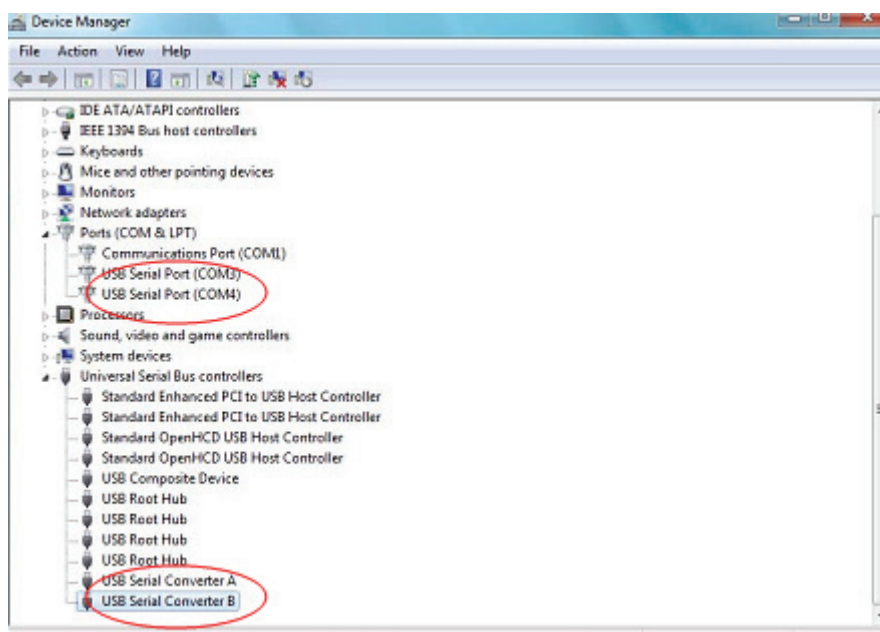 Device Manager
File Action View Help
IDE ATA/ATAPI controllers
IEEE 1394 Bus host controllers
Keyboards
Mice and other pointing devices
Monitors
Network adapters
Ports (COM & LPT)
Communications Port (COM1)
USB Serial Port (COM3)
USB Serial Port (COM4)
Processors
Sound, video and game controllers
System devices
Universal Serial Bus controllers
Standard Enhanced PCI to USB Host Controller
Standard Enhanced PCI to USB Host Controller
Standard OpenHCD USB Host Controller
Standard OpenHCD USB Host Controller
USB Composite Device
USB Root Hub
USB Root Hub
USB Root Hub
USB Root Hub
USB Serial Converter A
USB Serial Converter B